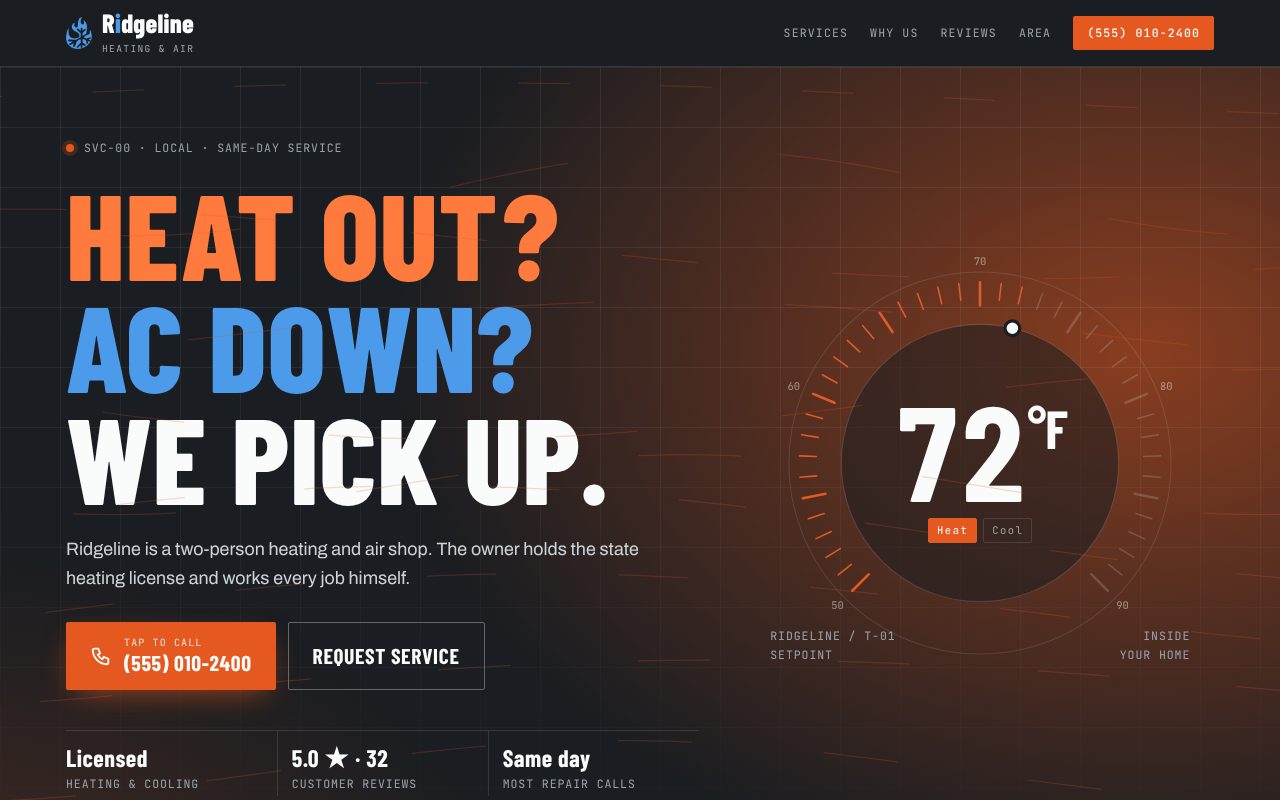 Ridgeline
HEATING & AIR
SERVICES WHY US REVIEWS AREA (555) 010-2400
SVC-00 · LOCAL · SAME-DAY SERVICE
HEAT OUT?
AC DOWN?
WE PICK UP.
Ridgeline is a two-person heating and air shop. The owner holds the state
heating license and works every job himself.
TAP TO CALL
(555) 010-2400
REQUEST SERVICE
Licensed
HEATING & COOLING
5.0 ★ · 32
CUSTOMER REVIEWS
Same day
MOST REPAIR CALLS
70
60
80
72°F
Heat Cool
50
90
RIDGELINE / T-01
SETPOINT
INSIDE
YOUR HOME